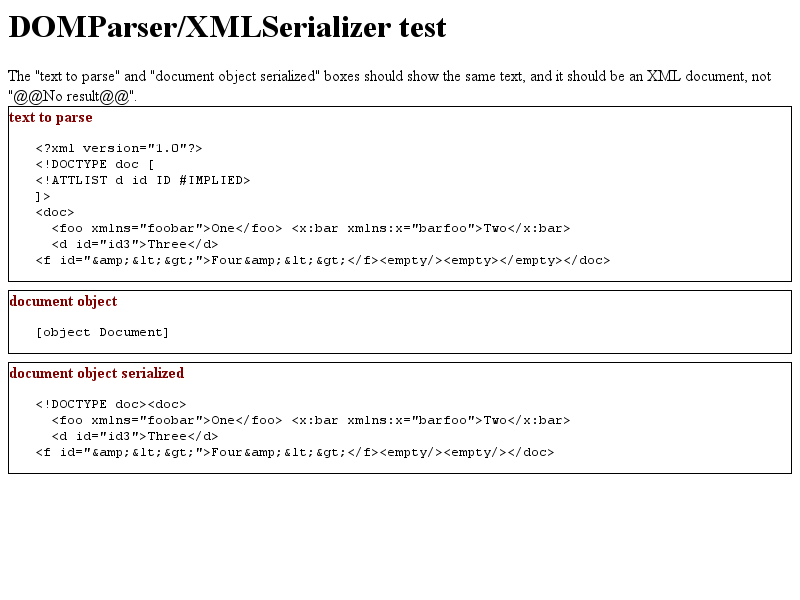 DOMParser/XMLSerializer test
The "text to parse" and "document object serialized" boxes should show the same text, and it should be an XML document, not
"@@No result@@".
text to parse
<?xml version="1.0"?>
<!DOCTYPE doc [
<!ATTLIST d id ID #IMPLIED>
]>
<doc>
  <foo xmlns="foobar">One</foo> <x:bar xmlns:x="barfoo">Two</x:bar>
  <d id="id3">Three</d>
<f id="&amp;&lt;&gt;">Four&amp;&lt;&gt;</f><empty/><empty></empty></doc>
document object
[object Document]
document object serialized
<!DOCTYPE doc><doc>
  <foo xmlns="foobar">One</foo> <x:bar xmlns:x="barfoo">Two</x:bar>
  <d id="id3">Three</d>
<f id="&amp;&lt;&gt;">Four&amp;&lt;&gt;</f><empty/><empty/></doc>